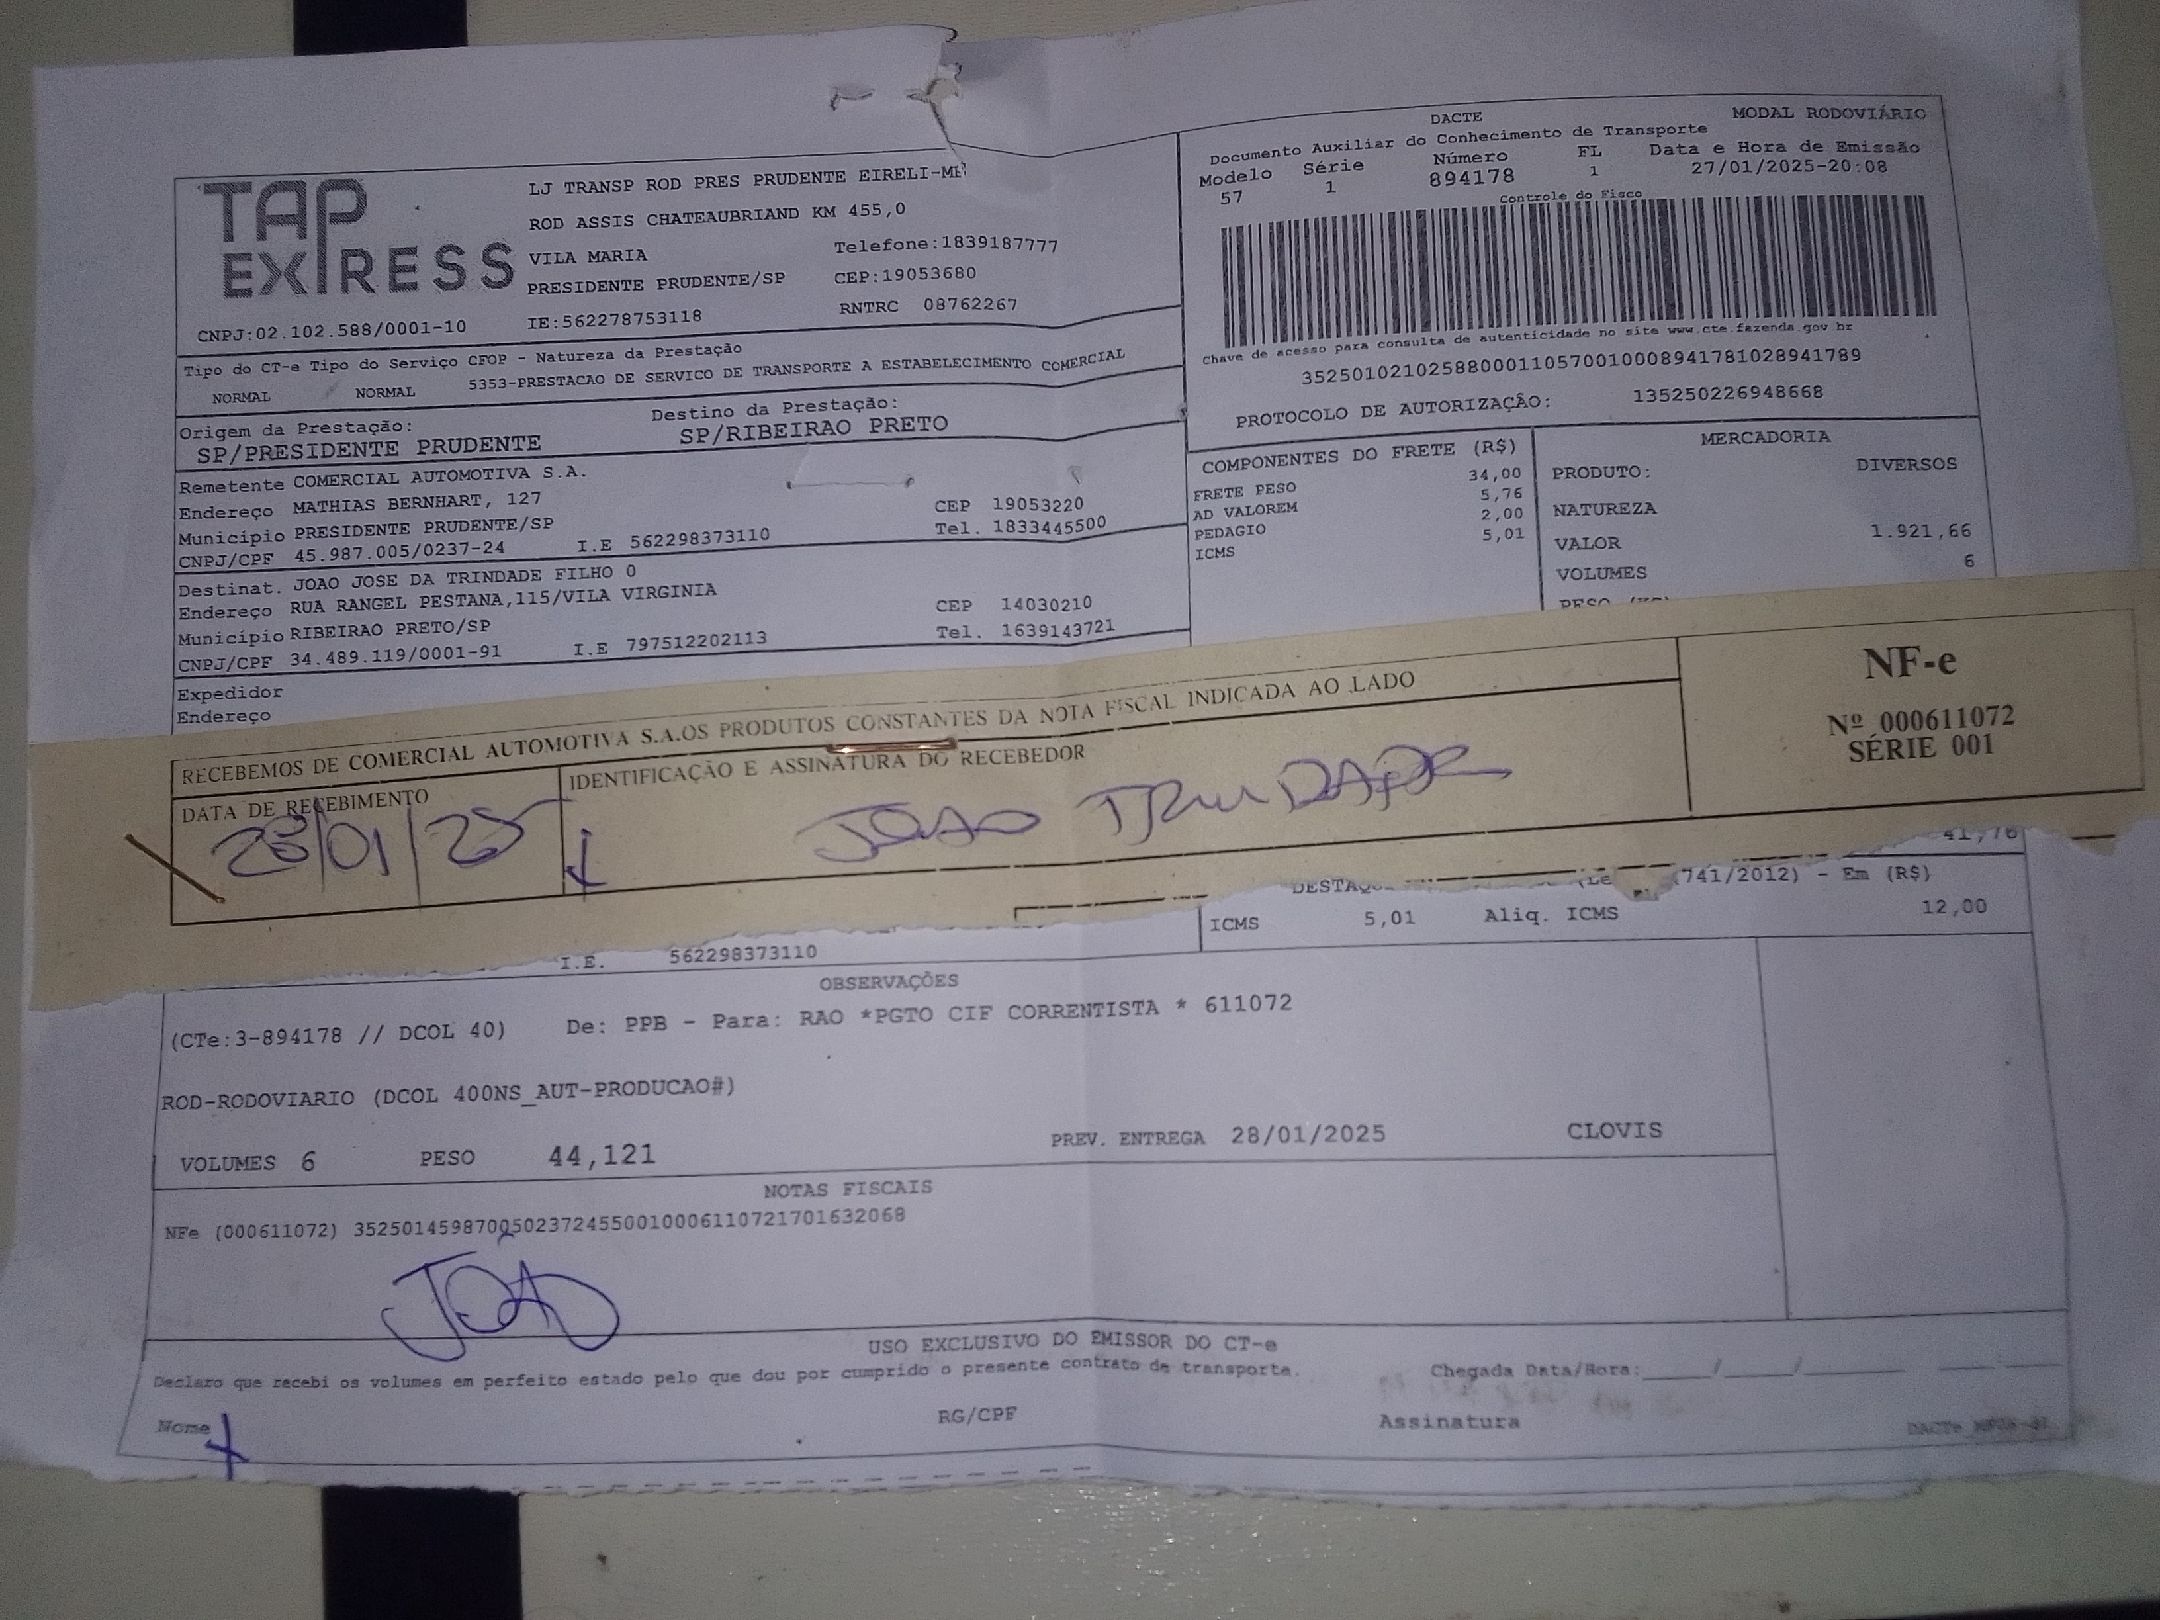 TAP EXPRESS
LJ TRANSP ROD PRES PRUDENTE EIRELI-ME
ROD ASSIS CHATEAUBRIAND KM 455,0
VILA MARIA Telefone:1839187777
PRESIDENTE PRUDENTE/SP CEP:19053680
CNPJ:02.102.588/0001-10 IE:562278753118 RNTRC 08762267
DACTE MODAL RODOVIÁRIO
Documento Auxiliar do Conhecimento de Transporte
Modelo Série Número FL Data e Hora de Emissão
57 1 894178 1 27/01/2025-20:08
Controle do Fisco
Chave de acesso para consulta de autenticidade no site www.cte.fazenda.gov.br
35250102102588000110570010008941781028941789
PROTOCOLO DE AUTORIZAÇÃO: 135250226948668
Tipo do CT-e Tipo do Serviço CFOP - Natureza da Prestação
NORMAL NORMAL 5353-PRESTACAO DE SERVICO DE TRANSPORTE A ESTABELECIMENTO COMERCIAL
Origem da Prestação: Destino da Prestação:
SP/PRESIDENTE PRUDENTE SP/RIBEIRAO PRETO
Remetente COMERCIAL AUTOMOTIVA S.A.
Endereço MATHIAS BERNHART, 127 CEP 19053220
Município PRESIDENTE PRUDENTE/SP Tel. 1833445500
CNPJ/CPF 45.987.005/0237-24 I.E 562298373110
Destinat. JOAO JOSE DA TRINDADE FILHO 0
Endereço RUA RANGEL PESTANA,115/VILA VIRGINIA CEP 14030210
Município RIBEIRAO PRETO/SP Tel. 1639143721
CNPJ/CPF 34.489.119/0001-91 I.E 797512202113
Expedidor
Endereço
COMPONENTES DO FRETE (R$)
FRETE PESO 34,00
AD VALOREM 5,76
PEDAGIO 2,00
ICMS 5,01
MERCADORIA
PRODUTO: DIVERSOS
NATUREZA
VALOR 1.921,66
VOLUMES 6
RECEBEMOS DE COMERCIAL AUTOMOTIVA S.A.OS PRODUTOS CONSTANTES DA NOTA FISCAL INDICADA AO LADO
DATA DE RECEBIMENTO IDENTIFICAÇÃO E ASSINATURA DO RECEBEDOR
28/01/25 JOAO TRINDADE
NF-e
Nº 000611072
SÉRIE 001
41,76
741/2012) - Em (R$)
ICMS 5,01 Aliq. ICMS 12,00
I.E. 562298373110
OBSERVAÇÕES
(CTe:3-894178 // DCOL 40) De: PPB - Para: RAO *PGTO CIF CORRENTISTA * 611072
ROD-RODOVIARIO (DCOL 400NS_AUT-PRODUCAO#)
VOLUMES 6 PESO 44,121 PREV. ENTREGA 28/01/2025 CLOVIS
NOTAS FISCAIS
NFe (000611072) 35250145987005023724550010006110721701632068
JOÃO
USO EXCLUSIVO DO EMISSOR DO CT-e
Declaro que recebi os volumes em perfeito estado pelo que dou por cumprido o presente contrato de transporte. Chegada Data/Hora:____/____/____
Nome RG/CPF Assinatura